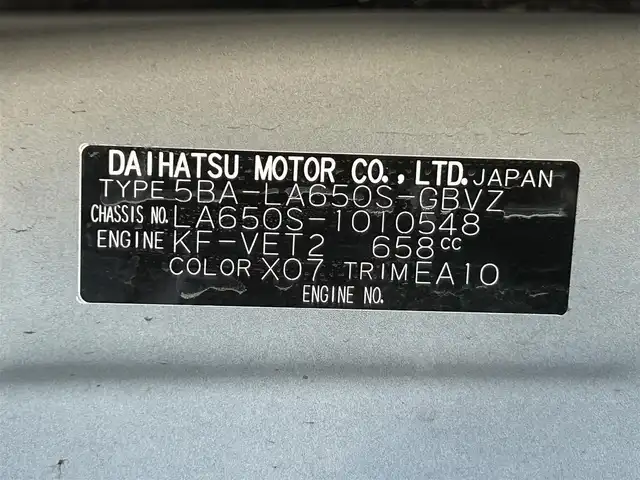 DAIHATSU MOTOR CO., LTD. JAPAN
TYPE 5BA-LA650S-GBVZ
CHASSIS NO. LA650S-1010548
ENGINE KF-VET2 658cc
COLOR X07 TRIM EA10
ENGINE NO.